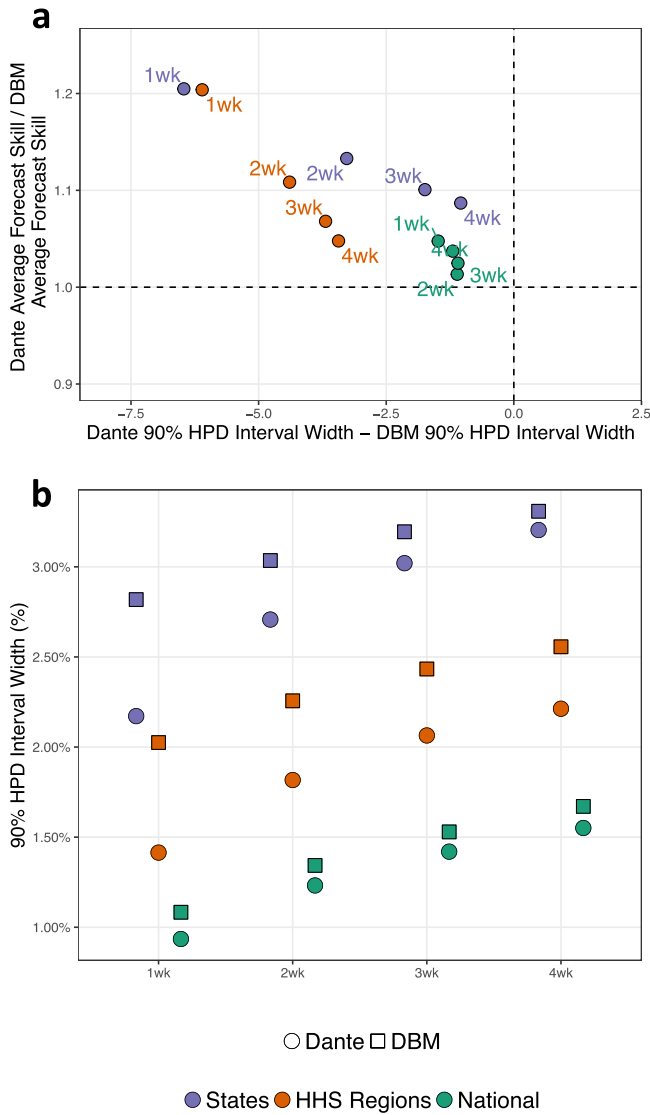 a
Dante Average Forecast Skill / DBM
Average Forecast Skill
1.2
1.1
1.0
0.9
1wk
1wk
2wk
2wk
3wk
3wk
4wk
4wk
1wk
4wk
3wk
2wk
−7.5
−5.0
−2.5
0.0
2.5
Dante 90% HPD Interval Width − DBM 90% HPD Interval Width
b
90% HPD Interval Width (%)
3.00%
2.50%
2.00%
1.50%
1.00%
1wk
2wk
3wk
4wk
Dante
DBM
States
HHS Regions
National